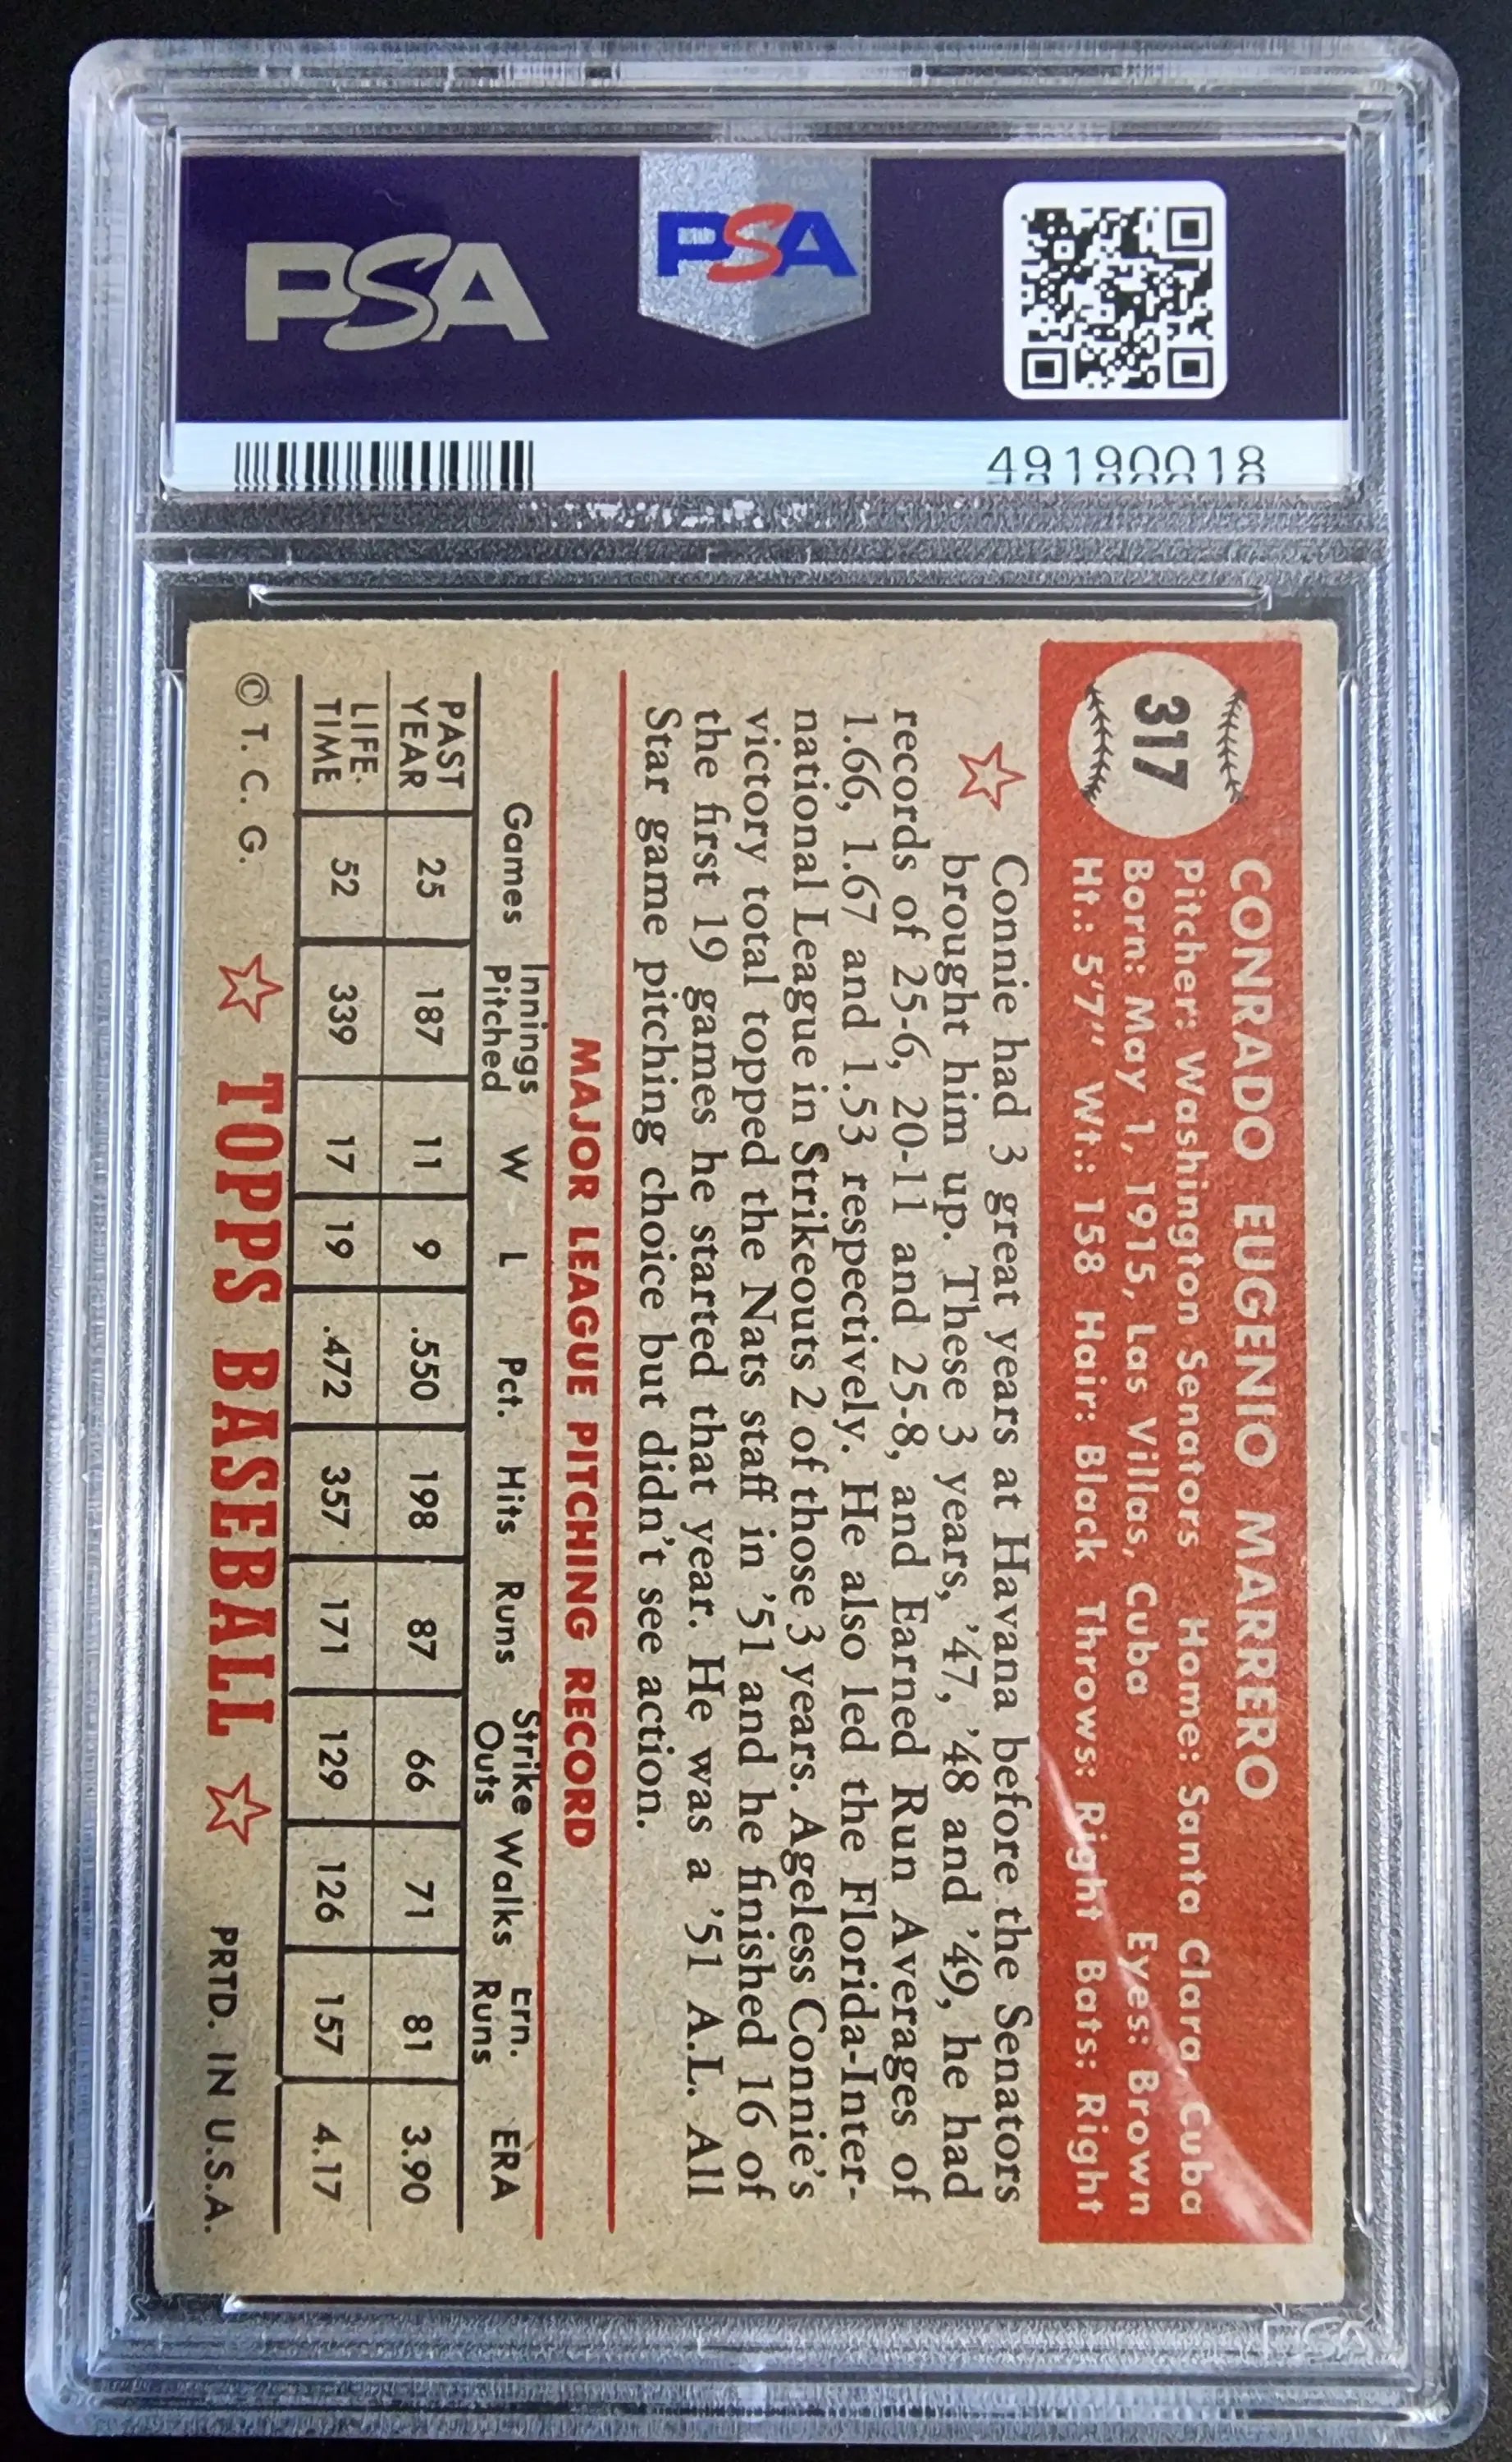 PSA
PSA
49190018
317
CONRADO EUGENIO MARRERO
Pitcher: Washington Senators Home: Santa Clara, Cuba
Born: May 1, 1915, Las Villas, Cuba Eyes: Brown
Ht.: 5'7" Wt.: 158 Hair: Black Throws: Right Bats: Right
Connie had 3 great years at Havana before the Senators
brought him up. These 3 years, '47, '48 and '49, he had
records of 25-6, 20-11 and 25-8, and Earned Run Averages of
1.66, 1.67 and 1.53 respectively. He also led the Florida-Inter-
national League in Strikeouts 2 of those 3 years. Ageless Connie's
victory total topped the Nats staff in '51 and he finished 16 of
the first 19 games he started that year. He was a '51 A.L. All
Star game pitching choice but didn't see action.
MAJOR LEAGUE PITCHING RECORD
Games Innings Pitched W L Pct. Hits Runs Strike Outs Walks Ern. Runs ERA
PAST YEAR 25 187 11 9 .550 198 87 66 71 81 3.90
LIFE- TIME 52 339 17 19 .472 357 171 129 126 157 4.17
© T. C. G. TOPPS BASEBALL PRTD. IN U.S.A.
PSA